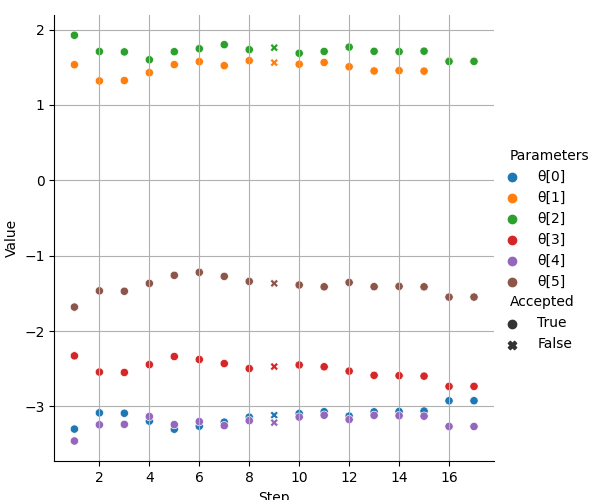 2
1
0
−1
−2
−3
Value
2
4
6
8
10
12
14
16
Step
Parameters
θ[0]
θ[1]
θ[2]
θ[3]
θ[4]
θ[5]
Accepted
True
False